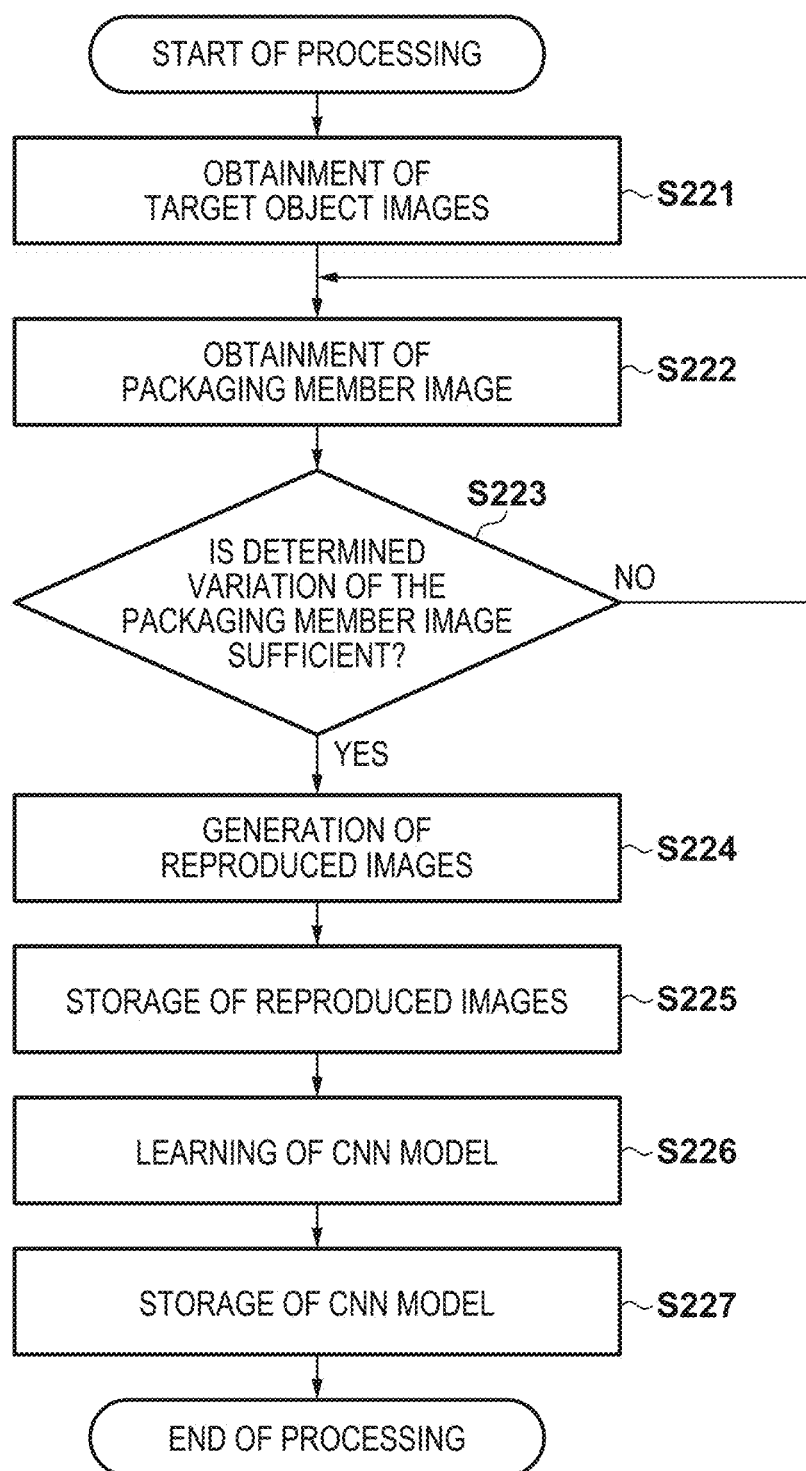 START OF PROCESSING
OBTAINMENT OF
TARGET OBJECT IMAGES
S221
OBTAINMENT OF
PACKAGING MEMBER IMAGE
S222
S223
IS DETERMINED
VARIATION OF THE
PACKAGING MEMBER IMAGE
SUFFICIENT?
NO
YES
GENERATION OF
REPRODUCED IMAGES
S224
STORAGE OF REPRODUCED IMAGES
S225
LEARNING OF CNN MODEL
S226
STORAGE OF CNN MODEL
S227
END OF PROCESSING